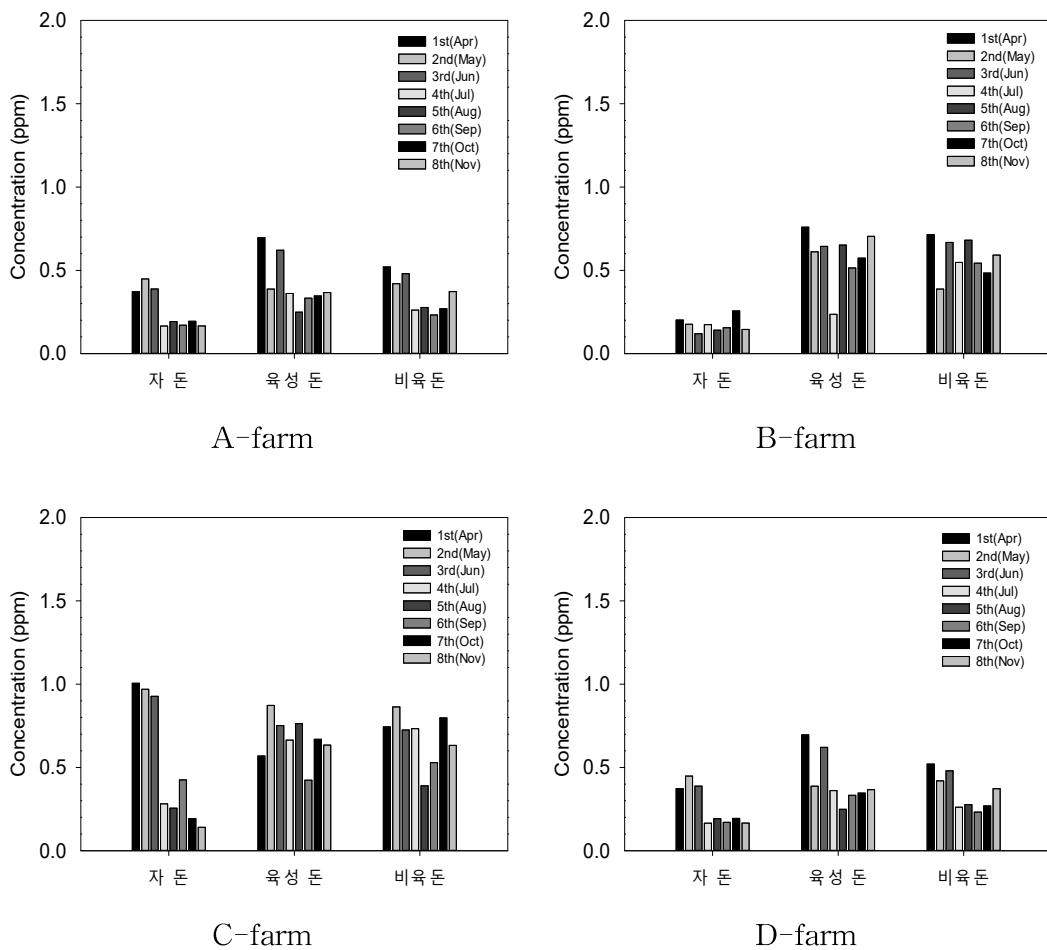 2.0
1.5
1.0
0.5
0.0
Concentration (ppm)
1st(Apr)
2nd(May)
3rd(Jun)
4th(Jul)
5th(Aug)
6th(Sep)
7th(Oct)
8th(Nov)
자 돈
육성 돈
비육돈
A-farm
2.0
1.5
1.0
0.5
0.0
Concentration (ppm)
1st(Apr)
2nd(May)
3rd(Jun)
4th(Jul)
5th(Aug)
6th(Sep)
7th(Oct)
8th(Nov)
자 돈
육성 돈
비육돈
B-farm
2.0
1.5
1.0
0.5
0.0
Concentration (ppm)
1st(Apr)
2nd(May)
3rd(Jun)
4th(Jul)
5th(Aug)
6th(Sep)
7th(Oct)
8th(Nov)
자 돈
육성 돈
비육돈
C-farm
2.0
1.5
1.0
0.5
0.0
Concentration (ppm)
1st(Apr)
2nd(May)
3rd(Jun)
4th(Jul)
5th(Aug)
6th(Sep)
7th(Oct)
8th(Nov)
자 돈
육성 돈
비육돈
D-farm